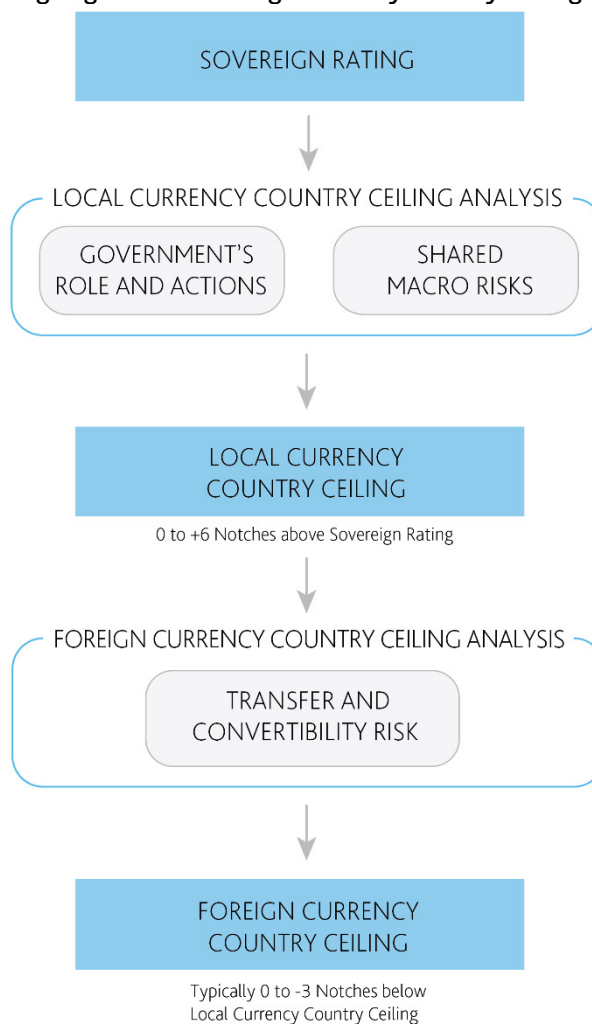 SOVEREIGN RATING
LOCAL CURRENCY COUNTRY CEILING ANALYSIS
GOVERNMENT'S
ROLE AND ACTIONS
SHARED
MACRO RISKS
LOCAL CURRENCY
COUNTRY CEILING
0 to +6 Notches above Sovereign Rating
FOREIGN CURRENCY COUNTRY CEILING ANALYSIS
TRANSFER AND
CONVERTIBILITY RISK
FOREIGN CURRENCY
COUNTRY CEILING
Typically 0 to -3 Notches below
Local Currency Country Ceiling